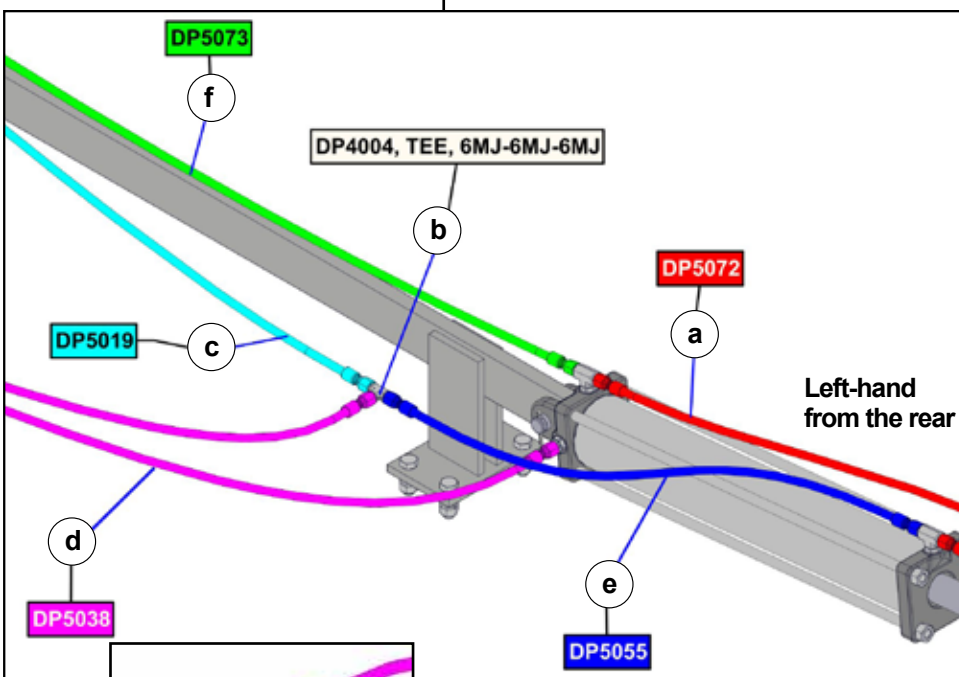 DP5073
f
DP4004, TEE, 6MJ-6MJ-6MJ
b
DP5072
a
DP5019
c
Left-hand
from the rear
d
DP5038
e
DP5055